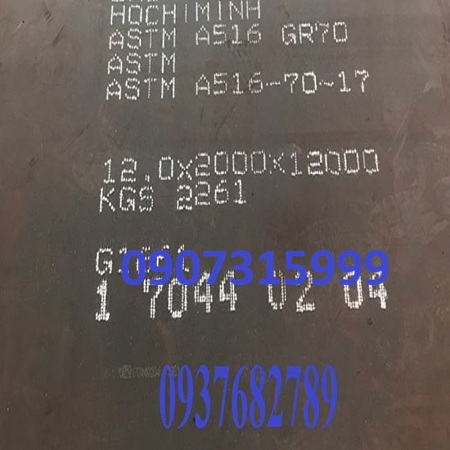 HOCHIMINH
ASTM A516 GR70
ASTM
ASTM A516-70-17
12.0x2000x12000
KGS 2261
0907315999
1 7044 02 04
0937682789